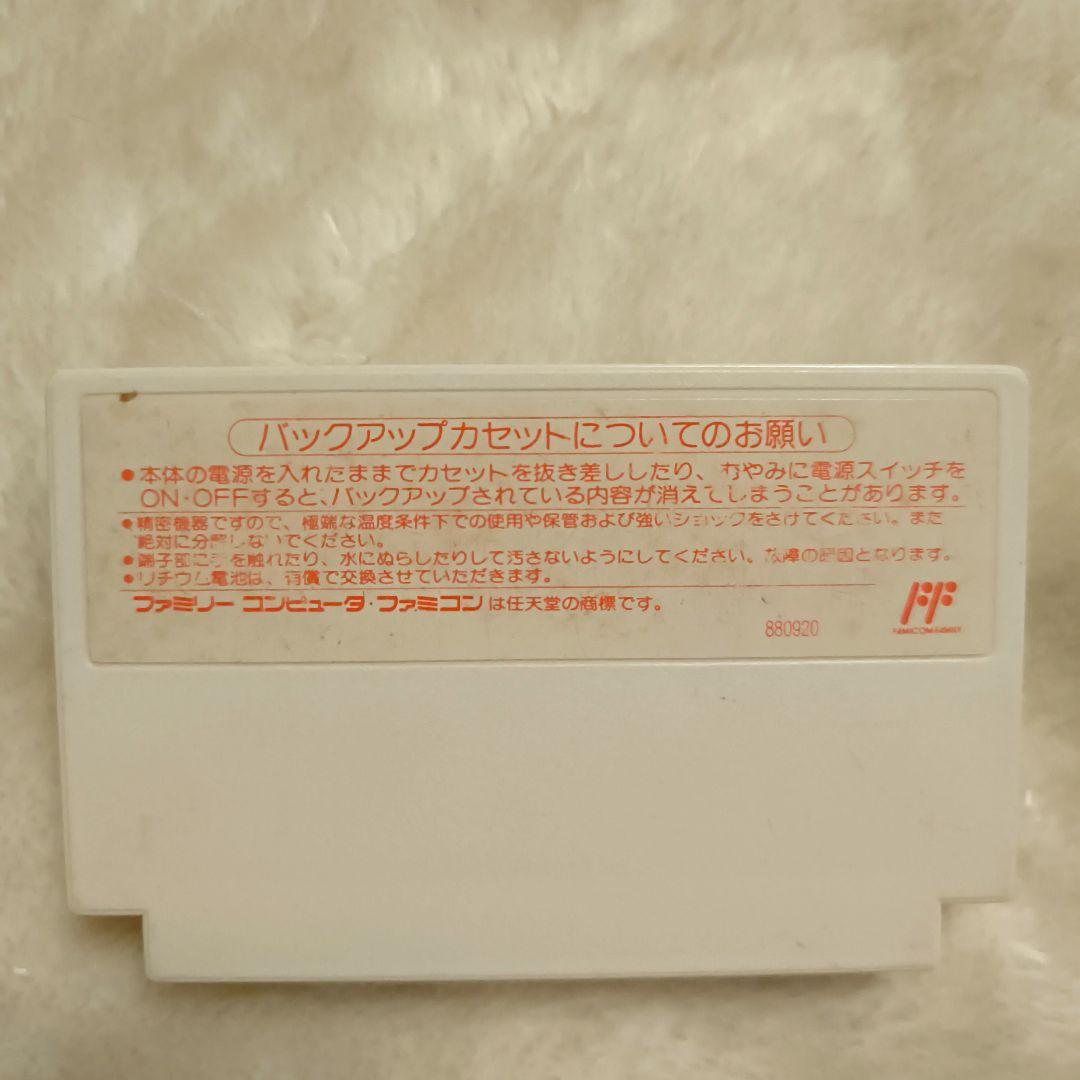 バックアップカセットについてのお願い
●本体の電源を入れたままでカセットを抜き差ししたり、むやみに電源スイッチを
ON・OFFすると、バックアップされている内容が消えてしまうことがあります。
●精密機器ですので、極端な温度条件下での使用や保管および強いショックをさけてください。また
絶対に分解しないでください。
●端子部に手を触れたり、水にぬらしたりして汚さないようにしてください。故障の原因となります。
●リチウム電池は、有償で交換させていただきます。
ファミリー コンピュータ・ファミコンは任天堂の商標です。
880920
FAMICOM FAMILY